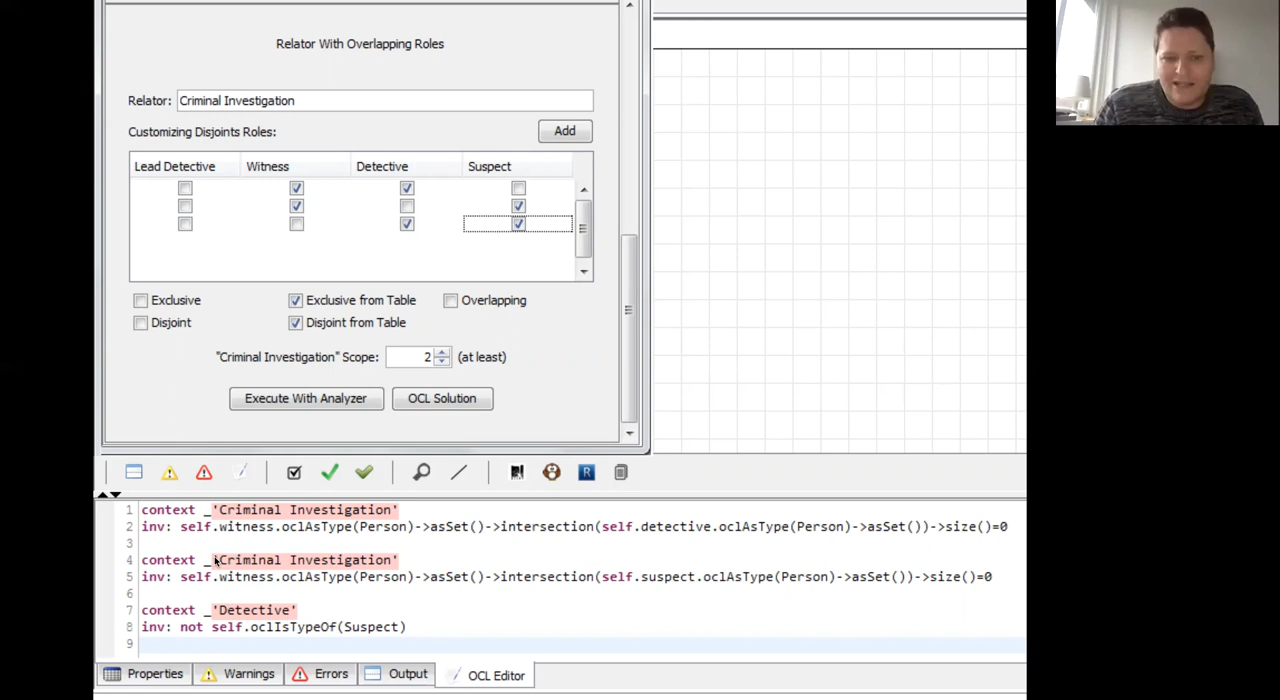 Relator With Overlapping Roles
Relator: Criminal Investigation
Customizing Disjoints Roles: Add
Lead Detective Witness Detective Suspect
Exclusive Exclusive from Table Overlapping
Disjoint Disjoint from Table
"Criminal Investigation" Scope: 2 (at least)
Execute With Analyzer OCL Solution
1 context _'Criminal Investigation'
2 inv: self.witness.oclAsType(Person)->asSet()->intersection(self.detective.oclAsType(Person)->asSet())->size()=0
3
4 context _'Criminal Investigation'
5 inv: self.witness.oclAsType(Person)->asSet()->intersection(self.suspect.oclAsType(Person)->asSet())->size()=0
6
7 context _'Detective'
8 inv: not self.oclIsTypeOf(Suspect)
9
Properties Warnings Errors Output OCL Editor